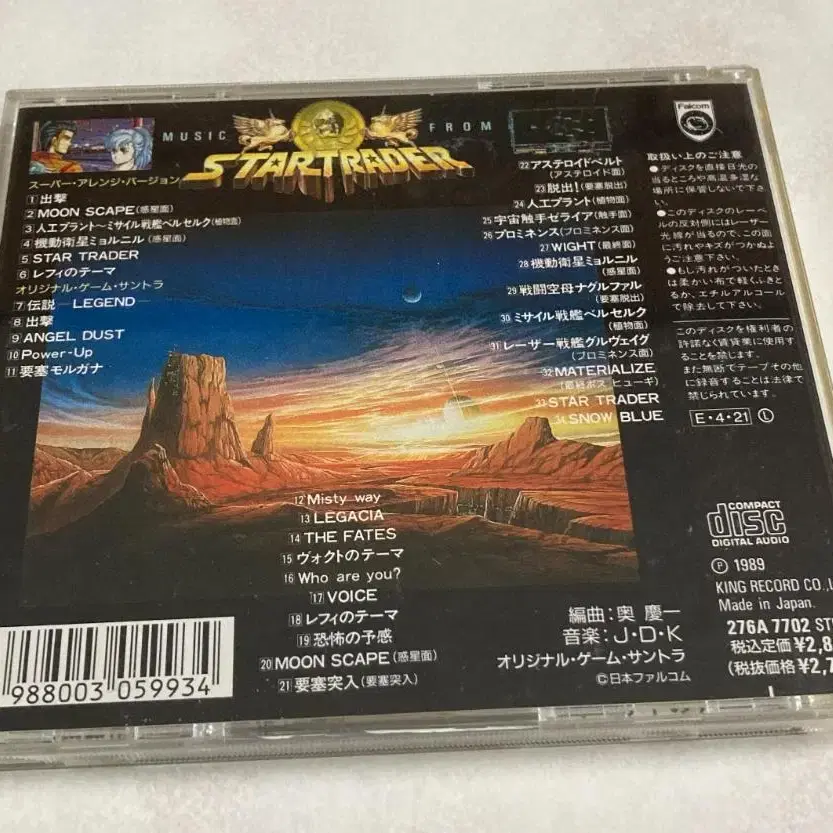 MUSIC FROM
STARTRADER
Falcom
スーパー・アレンジ・バージョン
1 出撃
2 MOON SCAPE(惑星面)
3 人工プラント〜ミサイル戦艦ベルセルク(植物面)
4 機動衛星ミョルニル(惑星面)
5 STAR TRADER
6 レフィのテーマ
オリジナル・ゲーム・サントラ
7 伝説 —LEGEND—
8 出撃
9 ANGEL DUST
10 Power-Up
11 要塞モルガナ
12 Misty way
13 LEGACIA
14 THE FATES
15 ヴォクトのテーマ
16 Who are you?
17 VOICE
18 レフィのテーマ
19 恐怖の予感
20 MOON SCAPE(惑星面)
21 要塞突入(要塞突入)
22 アステロイドベルト
(アステロイド面)
23 脱出!(要塞脱出)
24 人工プラント(植物面)
25 宇宙触手ゼライア(触手面)
26 プロミネンス(プロミネンス面)
27 WIGHT(最終面)
28 機動衛星ミョルニル
(惑星面)
29 戦闘空母ナグルファル
(要塞脱出)
30 ミサイル戦艦ベルセルク
(植物面)
31 レーザー戦艦グルヴェイグ
(プロミネンス面)
32 MATERIALIZE
(最終ボス ヒューギ)
33 STAR TRADER
34 SNOW BLUE
取扱い上のご注意
●ディスクを直接日光の
当るところや高温多湿な
場所に保管しないで下さい。
●このディスクのレーベ
ルの反対側にはレーザー
光線が当るので、この面
に汚れやキズがつかぬよ
うご注意下さい。
●もし汚れがついたとき
は柔かい布で軽くふきと
るか、エチルアルコール
で除去して下さい。
このディスクを権利者の
許諾なく賃貸業に使用す
ることを禁じます。
また無断でテープその他
に録音することは法律で
禁じられています。
E・4・21 L
COMPACT
disc
DIGITAL AUDIO
Ⓟ 1989
KING RECORD CO.,
Made in Japan.
276A 7702
税込定価¥2,8
(税抜価格¥2,7
編曲:奥 慶一
音楽:J・D・K
オリジナル・ゲーム・サントラ
©日本ファルコム
988003 059934